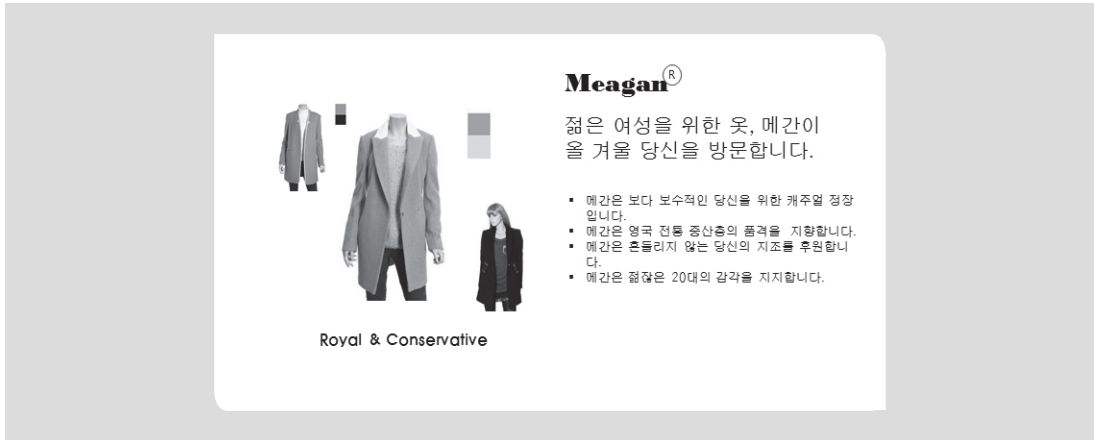 Meagan®
젊은 여성을 위한 옷, 메간이
올 겨울 당신을 방문합니다.
▪ 메간은 보다 보수적인 당신을 위한 캐주얼 정장
입니다.
▪ 메간은 영국 전통 중산층의 품격을 지향합니다.
▪ 메간은 흔들리지 않는 당신의 지조를 후원합니
다.
▪ 메간은 젊잖은 20대의 감각을 지지합니다.
Royal & Conservative